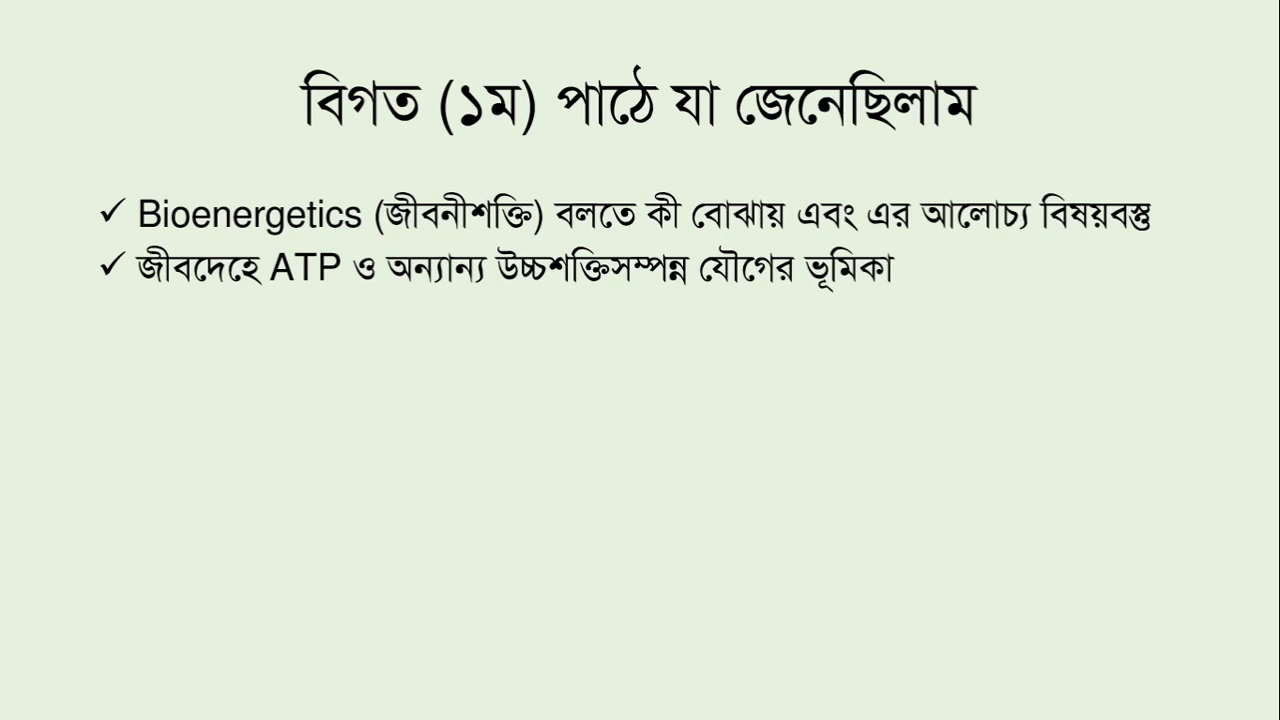 বিগত (১ম) পাঠে যা জেনেছিলাম
✓ Bioenergetics (জীবনীশক্তি) বলতে কী বোঝায় এবং এর আলোচ্য বিষয়বস্তু
✓ জীবদেহে ATP ও অন্যান্য উচ্চশক্তিসম্পন্ন যৌগের ভূমিকা